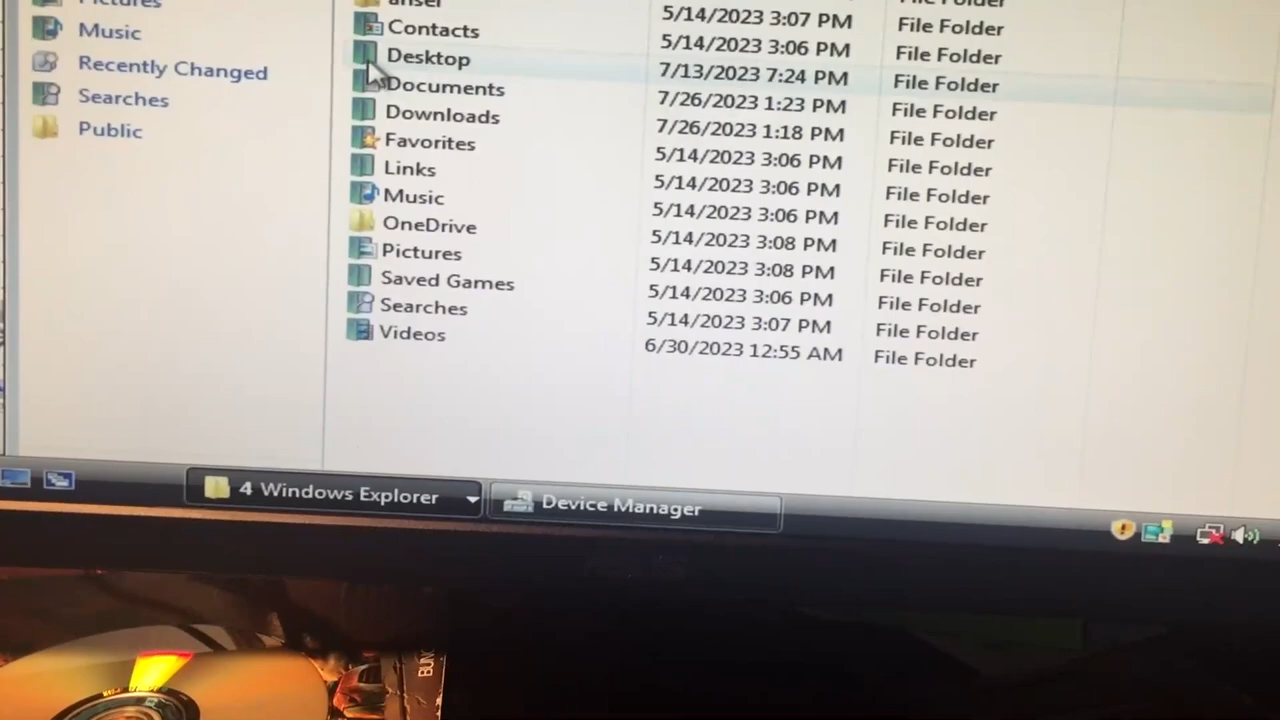 Pictures
Music
Recently Changed
Searches
Public
File Folder
ansel 5/14/2023 3:07 PM File Folder
Contacts 5/14/2023 3:06 PM File Folder
Desktop 7/13/2023 7:24 PM File Folder
Documents 7/26/2023 1:23 PM File Folder
Downloads 7/26/2023 1:18 PM File Folder
Favorites 5/14/2023 3:06 PM File Folder
Links 5/14/2023 3:06 PM File Folder
Music 5/14/2023 3:06 PM File Folder
OneDrive 5/14/2023 3:08 PM File Folder
Pictures 5/14/2023 3:08 PM File Folder
Saved Games 5/14/2023 3:06 PM File Folder
Searches 5/14/2023 3:07 PM File Folder
Videos 6/30/2023 12:55 AM File Folder
4 Windows Explorer
Device Manager